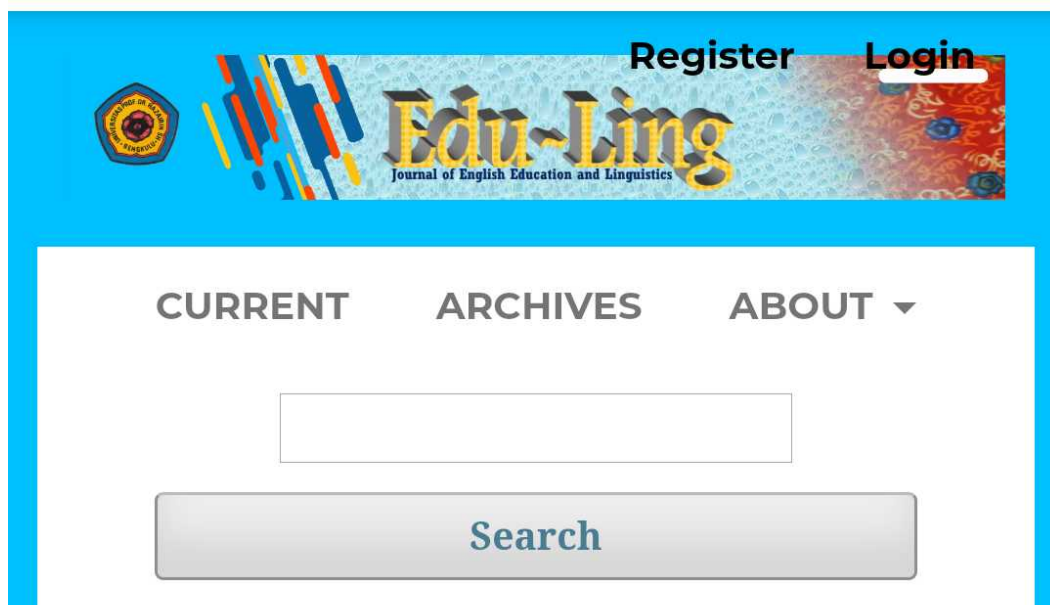 Register Login
Edu~Ling
Journal of English Education and Linguistics
CURRENT ARCHIVES ABOUT
Search